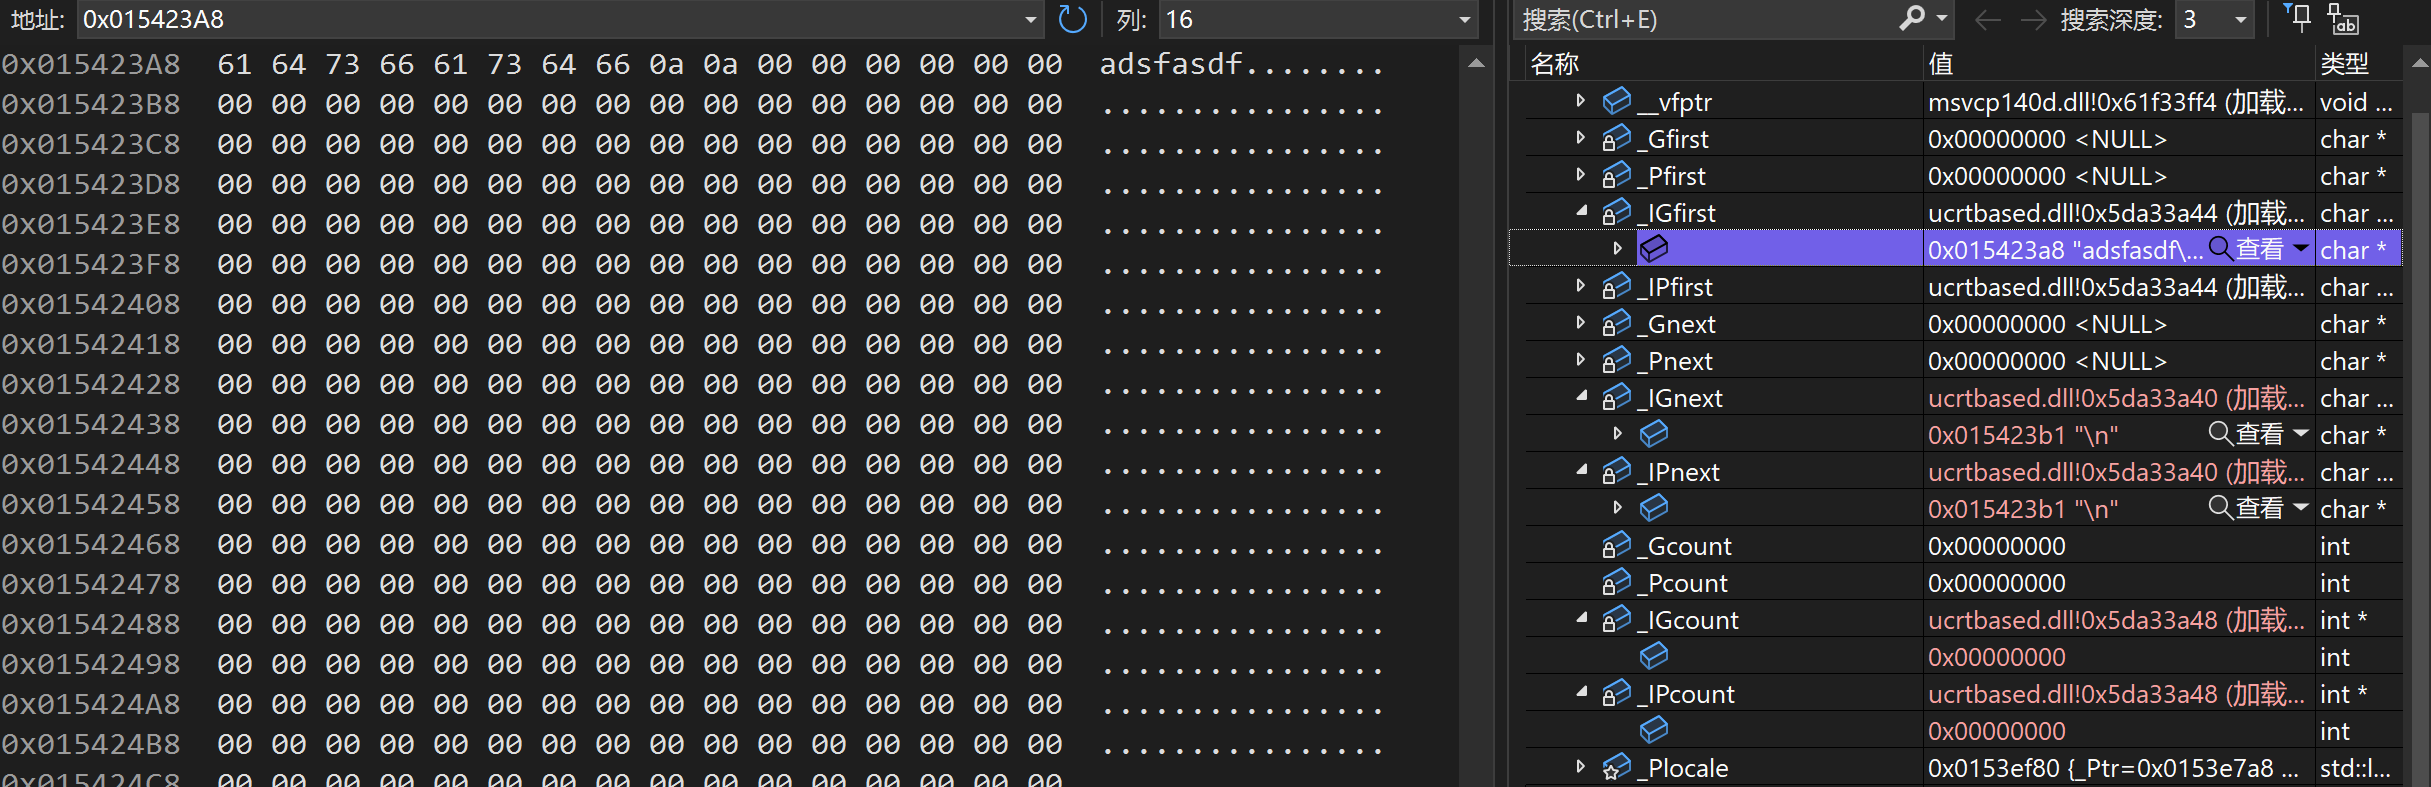 地址: 0x015423A8 列: 16
0x015423A8 61 64 73 66 61 73 64 66 0a 0a 00 00 00 00 00 00 adsfasdf........
0x015423B8 00 00 00 00 00 00 00 00 00 00 00 00 00 00 00 00 ................
0x015423C8 00 00 00 00 00 00 00 00 00 00 00 00 00 00 00 00 ................
0x015423D8 00 00 00 00 00 00 00 00 00 00 00 00 00 00 00 00 ................
0x015423E8 00 00 00 00 00 00 00 00 00 00 00 00 00 00 00 00 ................
0x015423F8 00 00 00 00 00 00 00 00 00 00 00 00 00 00 00 00 ................
0x01542408 00 00 00 00 00 00 00 00 00 00 00 00 00 00 00 00 ................
0x01542418 00 00 00 00 00 00 00 00 00 00 00 00 00 00 00 00 ................
0x01542428 00 00 00 00 00 00 00 00 00 00 00 00 00 00 00 00 ................
0x01542438 00 00 00 00 00 00 00 00 00 00 00 00 00 00 00 00 ................
0x01542448 00 00 00 00 00 00 00 00 00 00 00 00 00 00 00 00 ................
0x01542458 00 00 00 00 00 00 00 00 00 00 00 00 00 00 00 00 ................
0x01542468 00 00 00 00 00 00 00 00 00 00 00 00 00 00 00 00 ................
0x01542478 00 00 00 00 00 00 00 00 00 00 00 00 00 00 00 00 ................
0x01542488 00 00 00 00 00 00 00 00 00 00 00 00 00 00 00 00 ................
0x01542498 00 00 00 00 00 00 00 00 00 00 00 00 00 00 00 00 ................
0x015424A8 00 00 00 00 00 00 00 00 00 00 00 00 00 00 00 00 ................
0x015424B8 00 00 00 00 00 00 00 00 00 00 00 00 00 00 00 00 ................
0x015424C8 00 00 00 00 00 00 00 00 00 00 00 00 00 00 00 00
搜索(Ctrl+E) 搜索深度: 3 ab
名称 值 类型
__vfptr msvcp140d.dll!0x61f33ff4 (加载... void ...
_Gfirst 0x00000000 <NULL> char *
_Pfirst 0x00000000 <NULL> char *
_IGfirst ucrtbased.dll!0x5da33a44 (加载... char ...
0x015423a8 "adsfasdf\... 查看 char *
_IPfirst ucrtbased.dll!0x5da33a44 (加载... char ...
_Gnext 0x00000000 <NULL> char *
_Pnext 0x00000000 <NULL> char *
_IGnext ucrtbased.dll!0x5da33a40 (加载... char ...
0x015423b1 "\n" 查看 char *
_IPnext ucrtbased.dll!0x5da33a40 (加载... char ...
0x015423b1 "\n" 查看 char *
_Gcount 0x00000000 int
_Pcount 0x00000000 int
_IGcount ucrtbased.dll!0x5da33a48 (加载... int *
0x00000000 int
_IPcount ucrtbased.dll!0x5da33a48 (加载... int *
0x00000000 int
_Plocale 0x0153ef80 {_Ptr=0x0153e7a8 ... std::l...